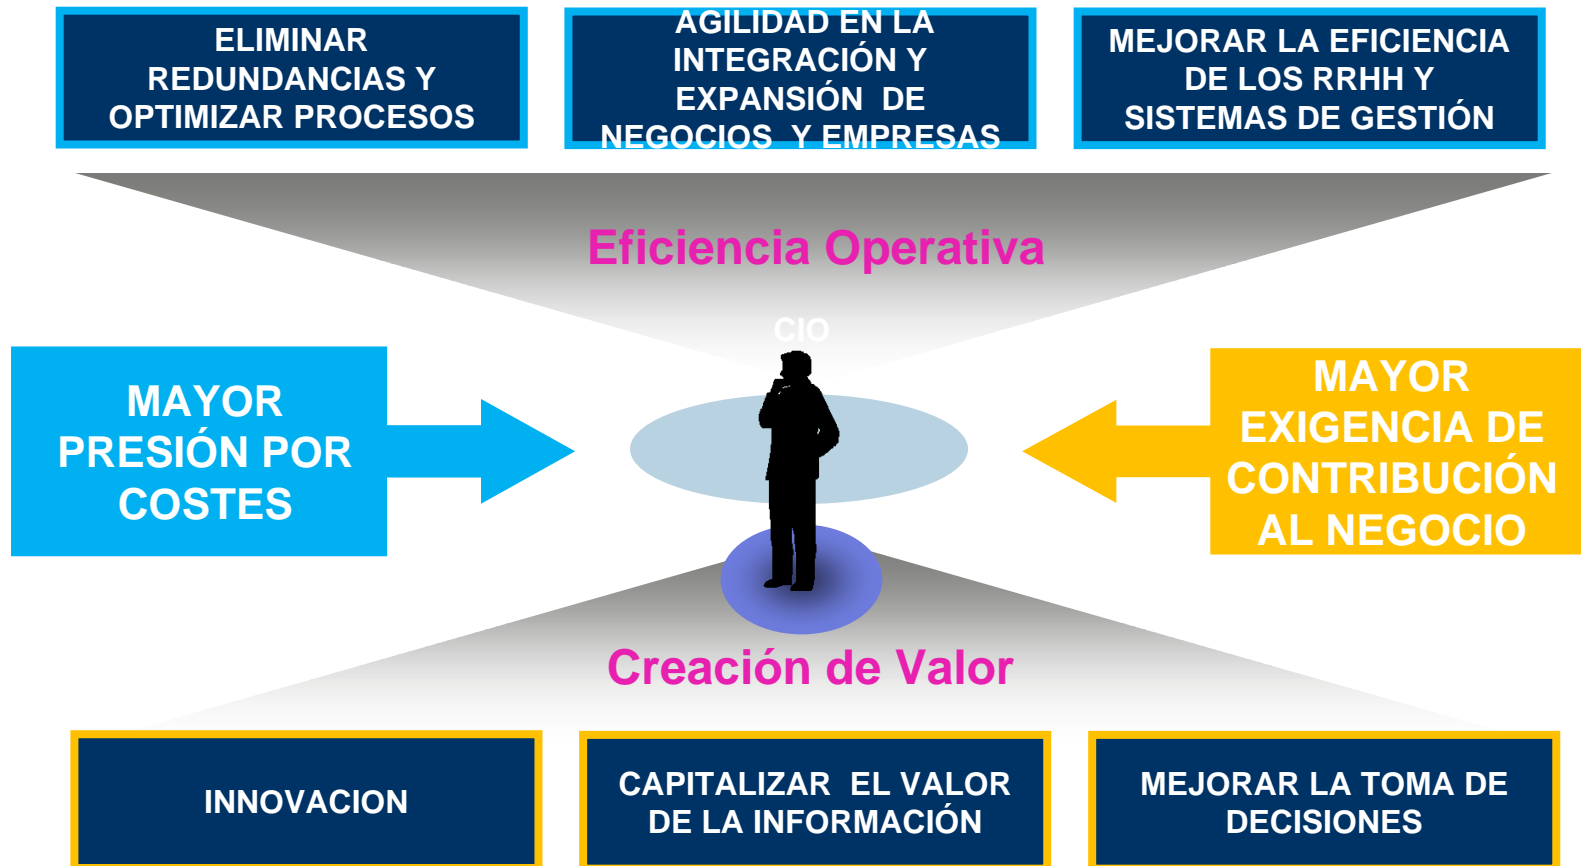 ELIMINAR
REDUNDANCIAS Y
OPTIMIZAR PROCESOS
AGILIDAD EN LA
INTEGRACIÓN Y
EXPANSIÓN DE
NEGOCIOS Y EMPRESAS
MEJORAR LA EFICIENCIA
DE LOS RRHH Y
SISTEMAS DE GESTIÓN
Eficiencia Operativa
CIO
MAYOR
PRESIÓN POR
COSTES
MAYOR
EXIGENCIA DE
CONTRIBUCIÓN
AL NEGOCIO
Creación de Valor
INNOVACION
CAPITALIZAR EL VALOR
DE LA INFORMACIÓN
MEJORAR LA TOMA DE
DECISIONES